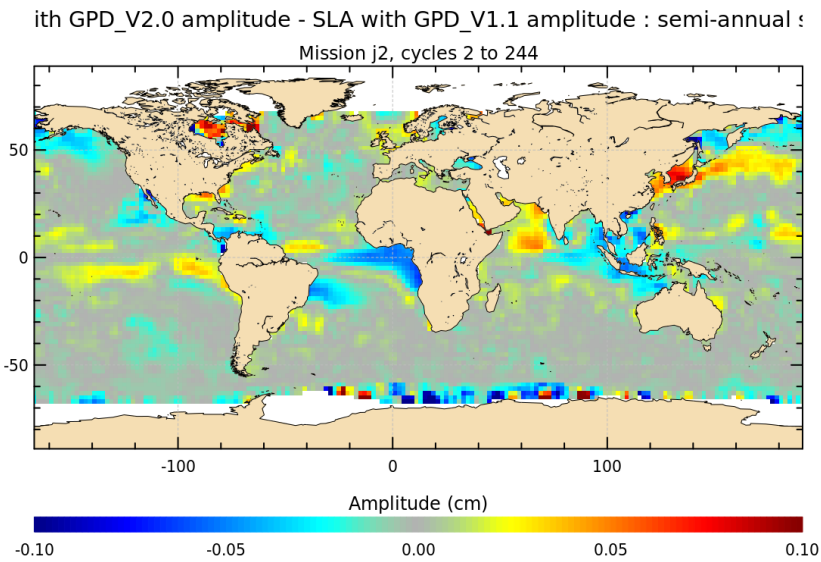 ith GPD_V2.0 amplitude - SLA with GPD_V1.1 amplitude : semi-annual
Mission j2, cycles 2 to 244
50
0
-50
-100 0 100
Amplitude (cm)
-0.10 -0.05 0.00 0.05 0.10